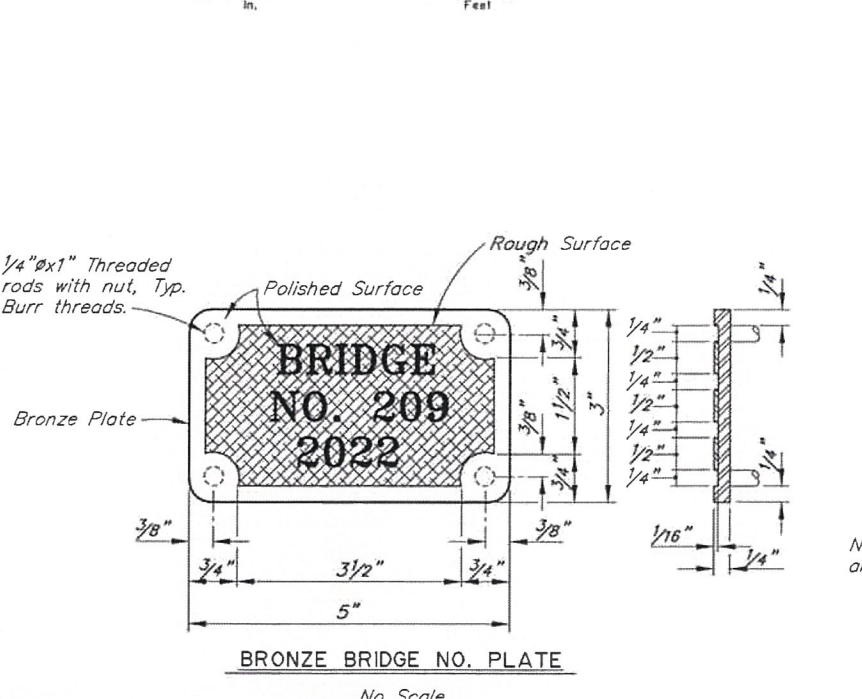 In. Feet
1/4"øx1" Threaded
rods with nut, Typ.
Burr threads.
Rough Surface
Polished Surface
Bronze Plate
BRIDGE
NO. 209
2022
3/8"
3/4"
1 1/2"
3"
3/8"
3/4"
1/4"
1/4"
1/2"
1/4"
1/2"
1/4"
1/2"
1/4"
1/4"
3/8" 3/8"
3/4" 3 1/2" 3/4"
5"
1/16"
1/4"
BRONZE BRIDGE NO. PLATE
No Scale